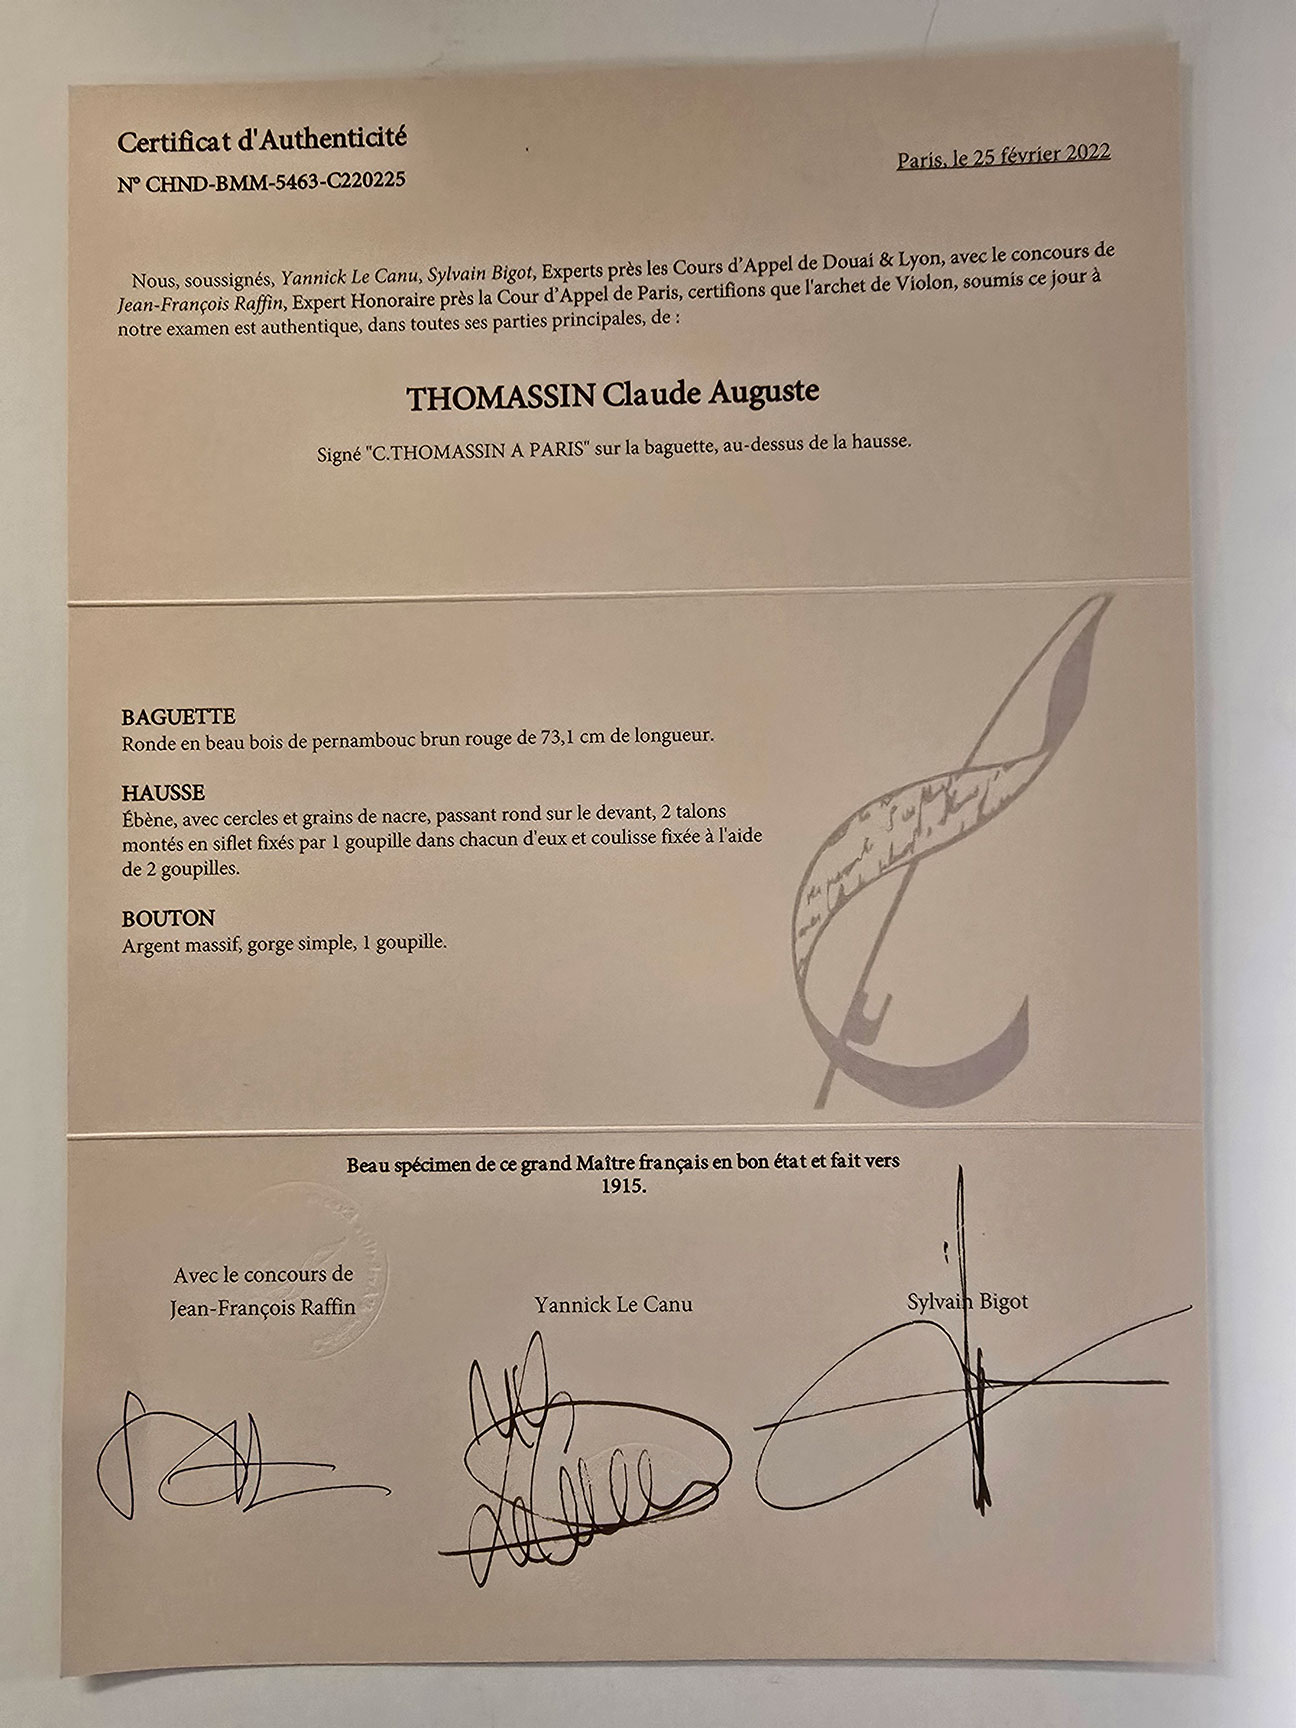 Certificat d'Authenticité
N° CHND-BMM-5463-C220225
Paris, le 25 février 2022
Nous, soussignés, Yannick Le Canu, Sylvain Bigot, Experts près les Cours d'Appel de Douai & Lyon, avec le concours de
Jean-François Raffin, Expert Honoraire près la Cour d'Appel de Paris, certifions que l'archet de Violon, soumis ce jour à
notre examen est authentique, dans toutes ses parties principales, de :
THOMASSIN Claude Auguste
Signé "C.THOMASSIN A PARIS" sur la baguette, au-dessus de la hausse.
BAGUETTE
Ronde en beau bois de pernambouc brun rouge de 73,1 cm de longueur.
HAUSSE
Ébène, avec cercles et grains de nacre, passant rond sur le devant, 2 talons
montés en siflet fixés par 1 goupille dans chacun d'eux et coulisse fixée à l'aide
de 2 goupilles.
BOUTON
Argent massif, gorge simple, 1 goupille.
Beau spécimen de ce grand Maître français en bon état et fait vers
1915.
Avec le concours de
Jean-François Raffin
Yannick Le Canu
Sylvain Bigot